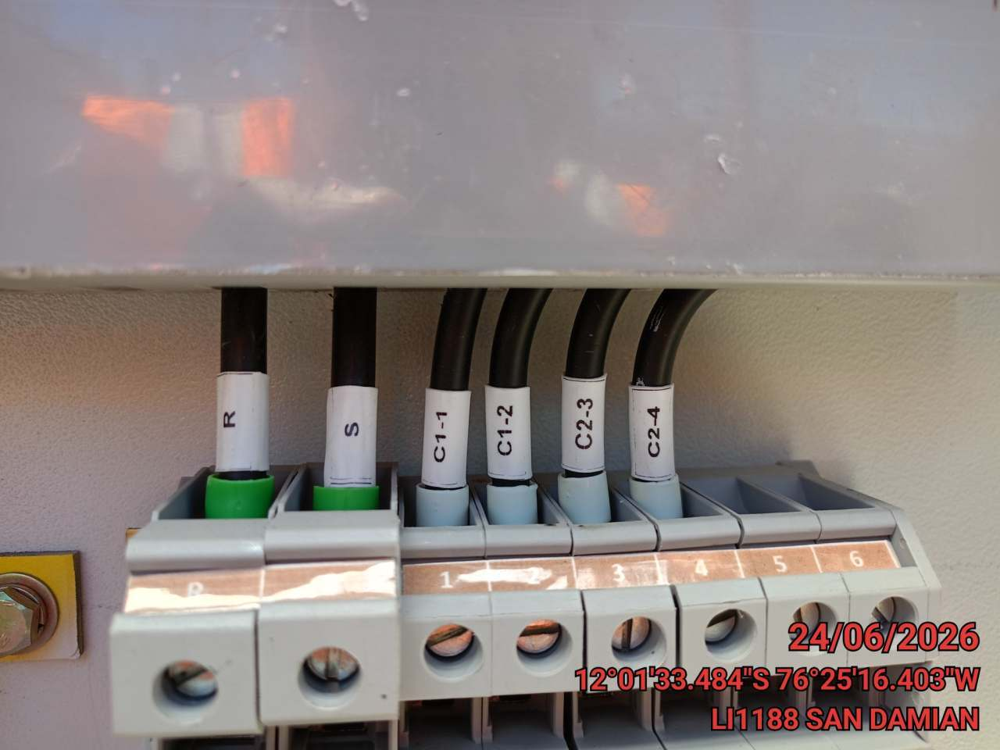 R
S
C1-1
C1-2
C2-3
C2-4
R
1
2
3
4
5
6
24/06/2026
12°01'33.484"S 76°25'16.403"W
LI1188 SAN DAMIAN